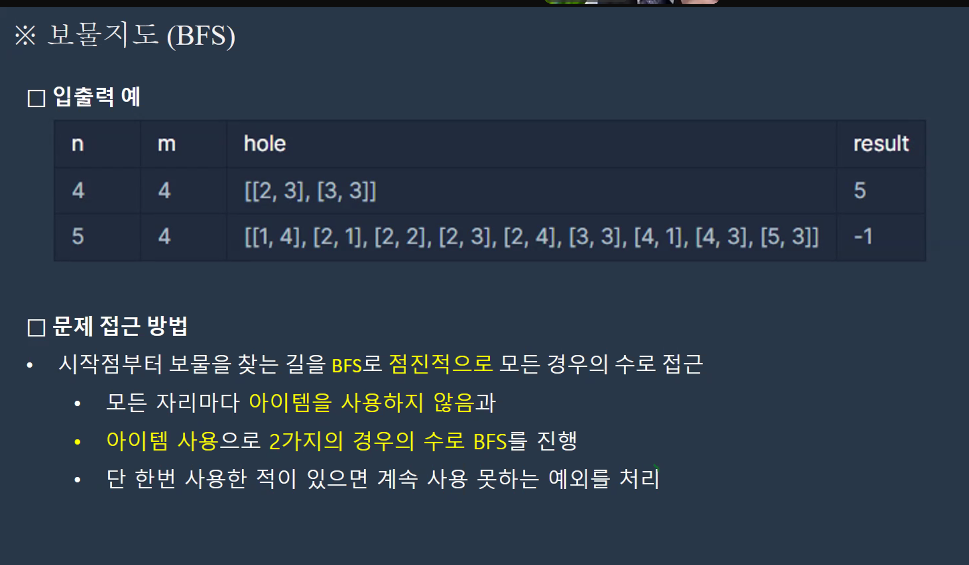 ※ 보물지도 (BFS)
□ 입출력 예
n m hole result
4 4 [[2, 3], [3, 3]] 5
5 4 [[1, 4], [2, 1], [2, 2], [2, 3], [2, 4], [3, 3], [4, 1], [4, 3], [5, 3]] -1
□ 문제 접근 방법
• 시작점부터 보물을 찾는 길을 BFS로 점진적으로 모든 경우의 수로 접근
• 모든 자리마다 아이템을 사용하지 않음과
• 아이템 사용으로 2가지의 경우의 수로 BFS를 진행
• 단 한번 사용한 적이 있으면 계속 사용 못하는 예외를 처리